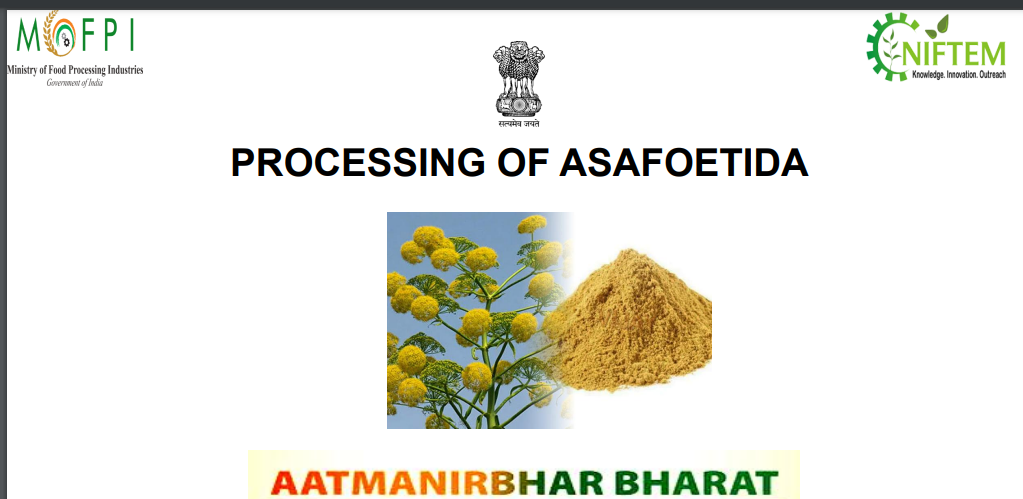 MOFPI
Ministry of Food Processing Industries
Government of India
NIFTEM
Knowledge. Innovation. Outreach
सत्यमेव जयते
PROCESSING OF ASAFOETIDA
AATMANIRBHAR BHARAT